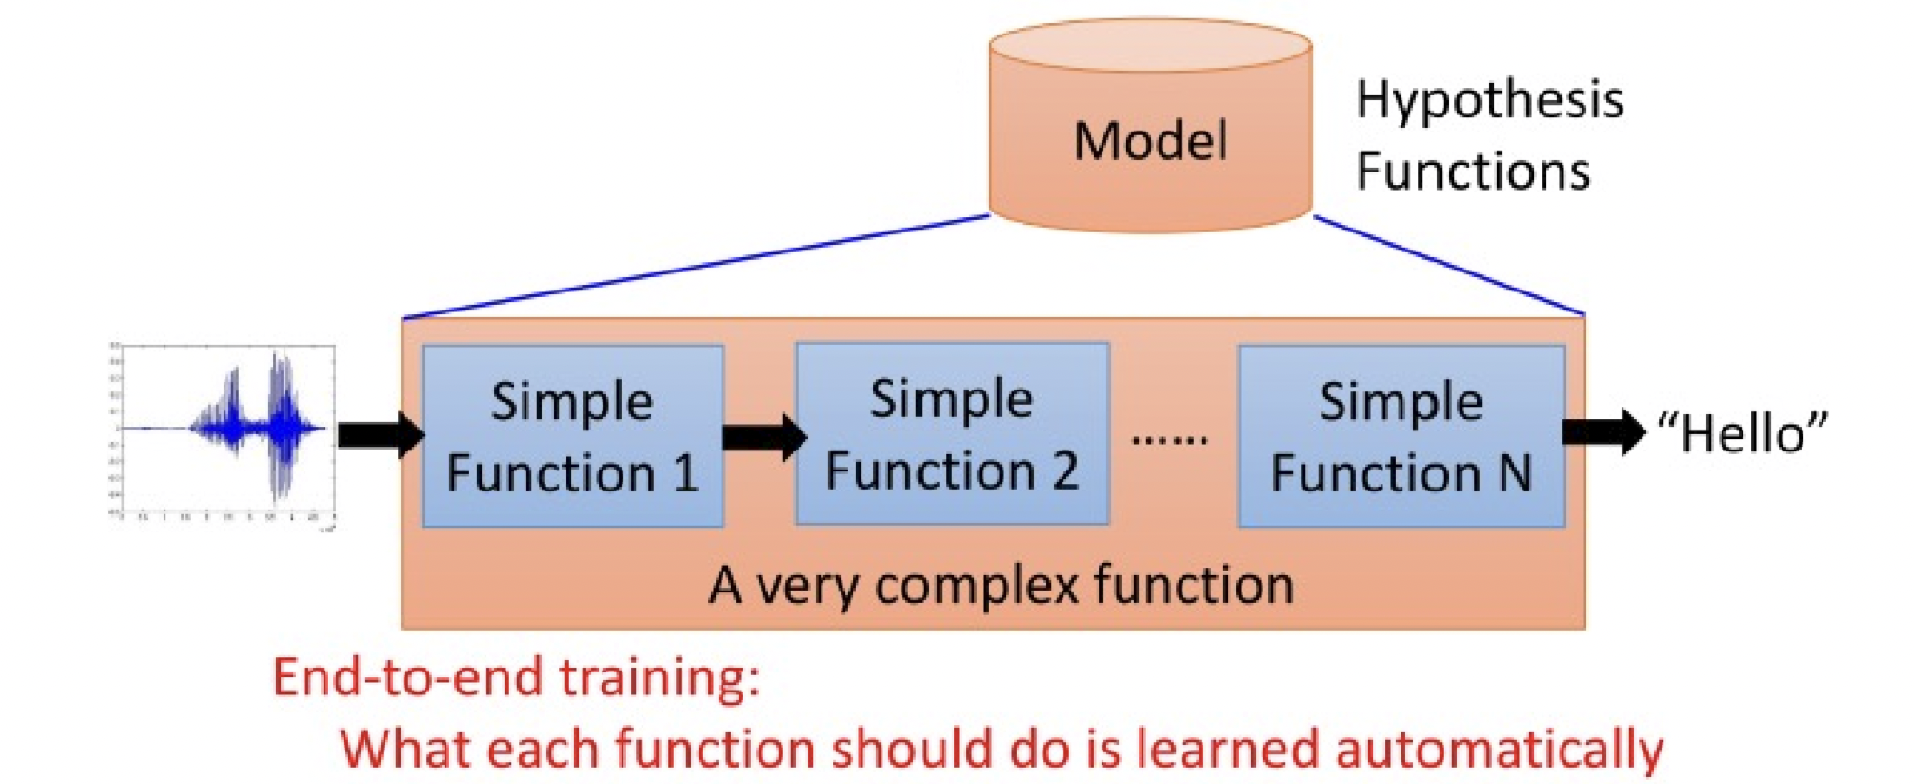 Model
Hypothesis
Functions
Simple
Function 1
Simple
Function 2
......
Simple
Function N
“Hello”
A very complex function
End-to-end training:
What each function should do is learned automatically